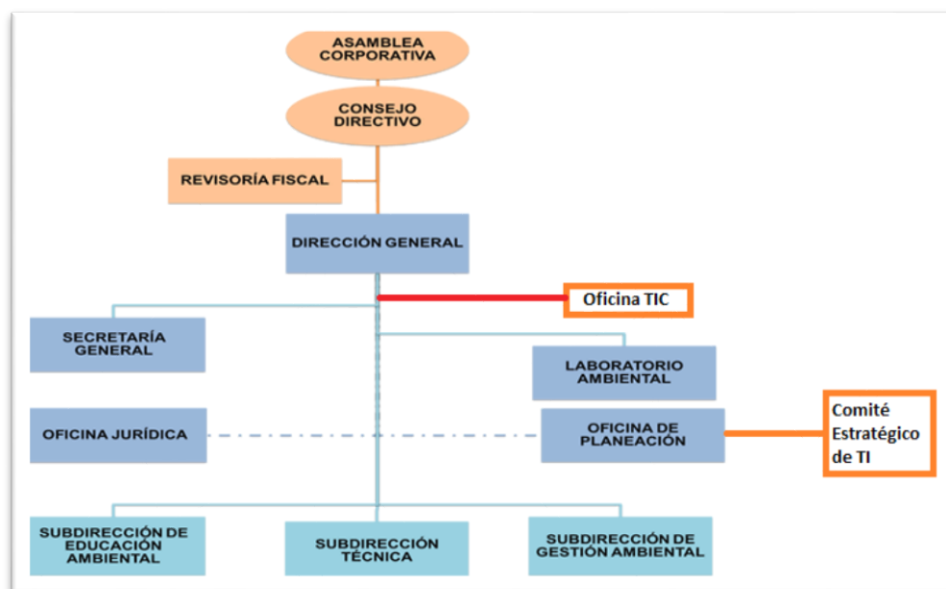 ASAMBLEA
CORPORATIVA
CONSEJO
DIRECTIVO
REVISORÍA FISCAL
DIRECCIÓN GENERAL
Oficina TIC
SECRETARÍA
GENERAL
LABORATORIO
AMBIENTAL
OFICINA JURÍDICA
OFICINA DE
PLANEACIÓN
Comité
Estratégico
de TI
SUBDIRECCIÓN DE
EDUCACIÓN
AMBIENTAL
SUBDIRECCIÓN
TÉCNICA
SUBDIRECCIÓN DE
GESTIÓN AMBIENTAL